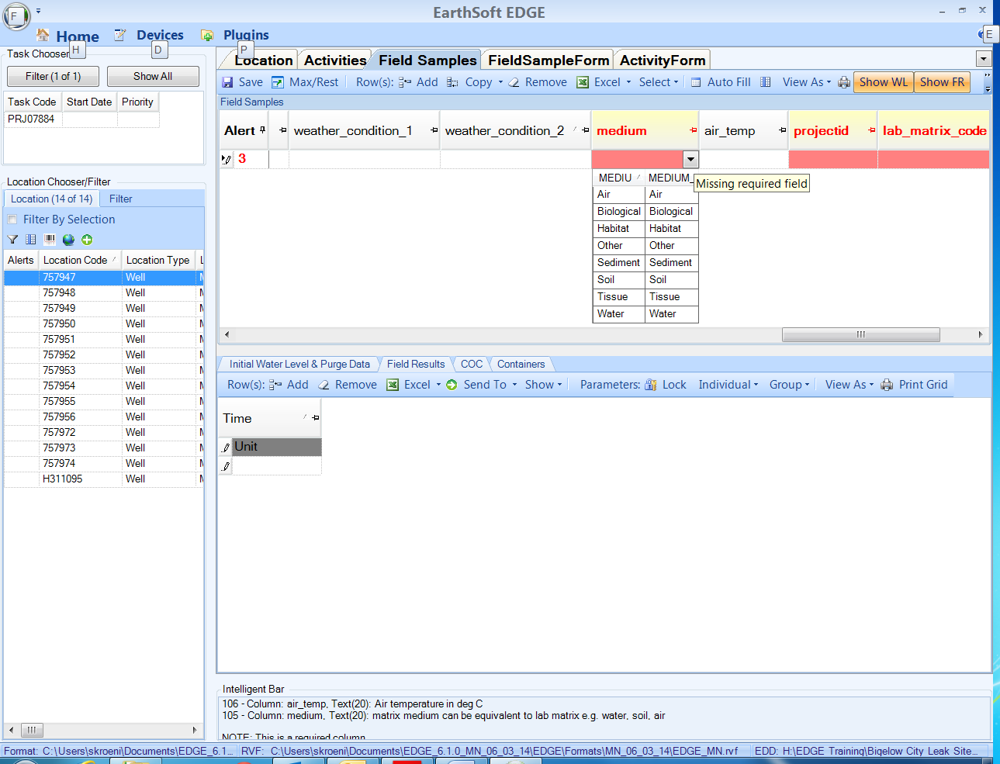 EarthSoft EDGE
F
Home Devices Plugins
H D P E
Task Chooser
Filter (1 of 1) Show All
Task Code Start Date Priority
PRJ07884
Location Chooser/Filter
Location (14 of 14) Filter
Filter By Selection
Alerts Location Code Location Type
757947 Well
757948 Well
757949 Well
757950 Well
757951 Well
757952 Well
757953 Well
757954 Well
757955 Well
757956 Well
757972 Well
757973 Well
757974 Well
H311095 Well
Location Activities Field Samples FieldSampleForm ActivityForm
Save Max/Rest Row(s): Add Copy Remove Excel Select Auto Fill View As Show WL Show FR
Field Samples
Alert weather_condition_1 weather_condition_2 medium air_temp projectid lab_matrix_code
3
MEDIU MEDIUM_
Missing required field
Air Air
Biological Biological
Habitat Habitat
Other Other
Sediment Sediment
Soil Soil
Tissue Tissue
Water Water
Initial Water Level & Purge Data Field Results COC Containers
Row(s): Add Remove Excel Send To Show Parameters: Lock Individual Group View As Print Grid
Time
Unit
Intelligent Bar
106 - Column: air_temp, Text(20): Air temperature in deg C
105 - Column: medium, Text(20): matrix medium can be equivalent to lab matrix e.g. water, soil, air
NOTE: This is a required column
Format: C:\Users\skroeni\Documents\EDGE_6.1... RVF: C:\Users\skroeni\Documents\EDGE_6.1.0_MN_06_03_14\EDGE\Formats\MN_06_03_14\EDGE_MN.rvf EDD: H:\EDGE Training\Bigelow City Leak Site...